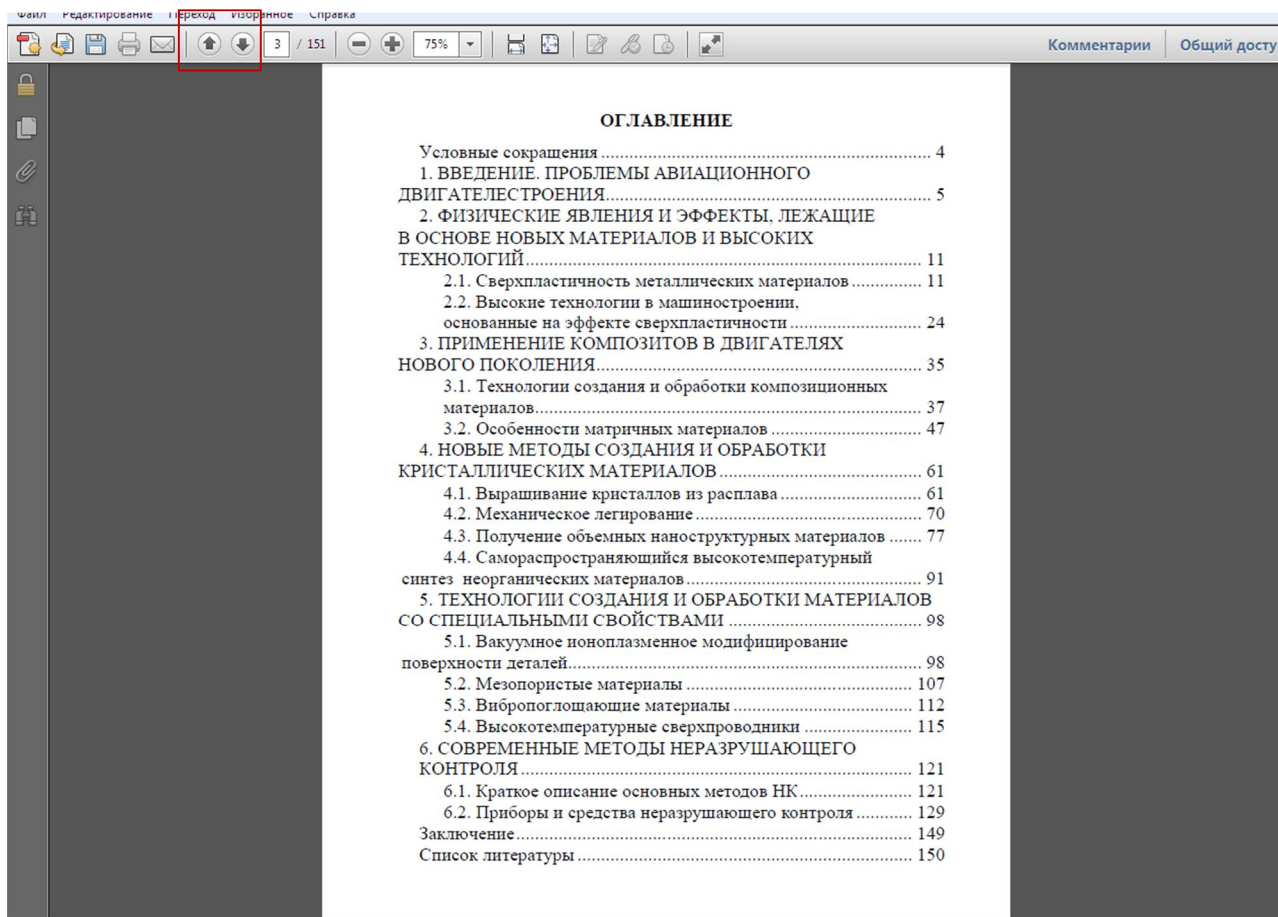 Файл Редактирование Переход Избранное Справка
3 / 151 75% Комментарии Общий досту
ОГЛАВЛЕНИЕ
Условные сокращения ........ 4
1. ВВЕДЕНИЕ. ПРОБЛЕМЫ АВИАЦИОННОГО
ДВИГАТЕЛЕСТРОЕНИЯ........ 5
2. ФИЗИЧЕСКИЕ ЯВЛЕНИЯ И ЭФФЕКТЫ, ЛЕЖАЩИЕ
В ОСНОВЕ НОВЫХ МАТЕРИАЛОВ И ВЫСОКИХ
ТЕХНОЛОГИЙ........ 11
2.1. Сверхпластичность металлических материалов........ 11
2.2. Высокие технологии в машиностроении,
основанные на эффекте сверхпластичности ........ 24
3. ПРИМЕНЕНИЕ КОМПОЗИТОВ В ДВИГАТЕЛЯХ
НОВОГО ПОКОЛЕНИЯ........ 35
3.1. Технологии создания и обработки композиционных
материалов........ 37
3.2. Особенности матричных материалов ........ 47
4. НОВЫЕ МЕТОДЫ СОЗДАНИЯ И ОБРАБОТКИ
КРИСТАЛЛИЧЕСКИХ МАТЕРИАЛОВ ........ 61
4.1. Выращивание кристаллов из расплава ........ 61
4.2. Механическое легирование ........ 70
4.3. Получение объемных наноструктурных материалов ....... 77
4.4. Самораспространяющийся высокотемпературный
синтез неорганических материалов........ 91
5. ТЕХНОЛОГИИ СОЗДАНИЯ И ОБРАБОТКИ МАТЕРИАЛОВ
СО СПЕЦИАЛЬНЫМИ СВОЙСТВАМИ ........ 98
5.1. Вакуумное ионоплазменное модифицирование
поверхности деталей........ 98
5.2. Мезопористые материалы ........ 107
5.3. Вибропоглощающие материалы ........ 112
5.4. Высокотемпературные сверхпроводники ........ 115
6. СОВРЕМЕННЫЕ МЕТОДЫ НЕРАЗРУШАЮЩЕГО
КОНТРОЛЯ ........ 121
6.1. Краткое описание основных методов НК........ 121
6.2. Приборы и средства неразрушающего контроля ........ 129
Заключение........ 149
Список литературы ........ 150